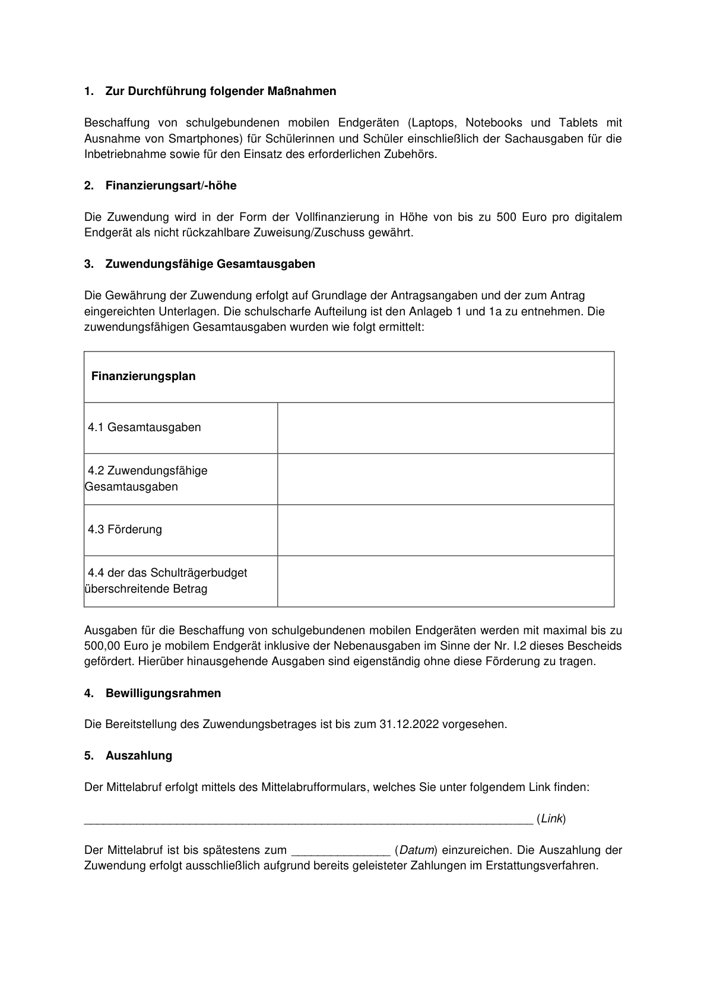 1. Zur Durchführung folgender Maßnahmen
Beschaffung von schulgebundenen mobilen Endgeräten (Laptops, Notebooks und Tablets mit
Ausnahme von Smartphones) für Schülerinnen und Schüler einschließlich der Sachausgaben für die
Inbetriebnahme sowie für den Einsatz des erforderlichen Zubehörs.
2. Finanzierungsart/-höhe
Die Zuwendung wird in der Form der Vollfinanzierung in Höhe von bis zu 500 Euro pro digitalem
Endgerät als nicht rückzahlbare Zuweisung/Zuschuss gewährt.
3. Zuwendungsfähige Gesamtausgaben
Die Gewährung der Zuwendung erfolgt auf Grundlage der Antragsangaben und der zum Antrag
eingereichten Unterlagen. Die schulscharfe Aufteilung ist den Anlageb 1 und 1a zu entnehmen. Die
zuwendungsfähigen Gesamtausgaben wurden wie folgt ermittelt:
Finanzierungsplan
4.1 Gesamtausgaben
4.2 Zuwendungsfähige
Gesamtausgaben
4.3 Förderung
4.4 der das Schulträgerbudget
überschreitende Betrag
Ausgaben für die Beschaffung von schulgebundenen mobilen Endgeräten werden mit maximal bis zu
500,00 Euro je mobilem Endgerät inklusive der Nebenausgaben im Sinne der Nr. I.2 dieses Bescheids
gefördert. Hierüber hinausgehende Ausgaben sind eigenständig ohne diese Förderung zu tragen.
4. Bewilligungsrahmen
Die Bereitstellung des Zuwendungsbetrages ist bis zum 31.12.2022 vorgesehen.
5. Auszahlung
Der Mittelabruf erfolgt mittels des Mittelabrufformulars, welches Sie unter folgendem Link finden:
____________________________________________________________________ (Link)
Der Mittelabruf ist bis spätestens zum _______________ (Datum) einzureichen. Die Auszahlung der
Zuwendung erfolgt ausschließlich aufgrund bereits geleisteter Zahlungen im Erstattungsverfahren.